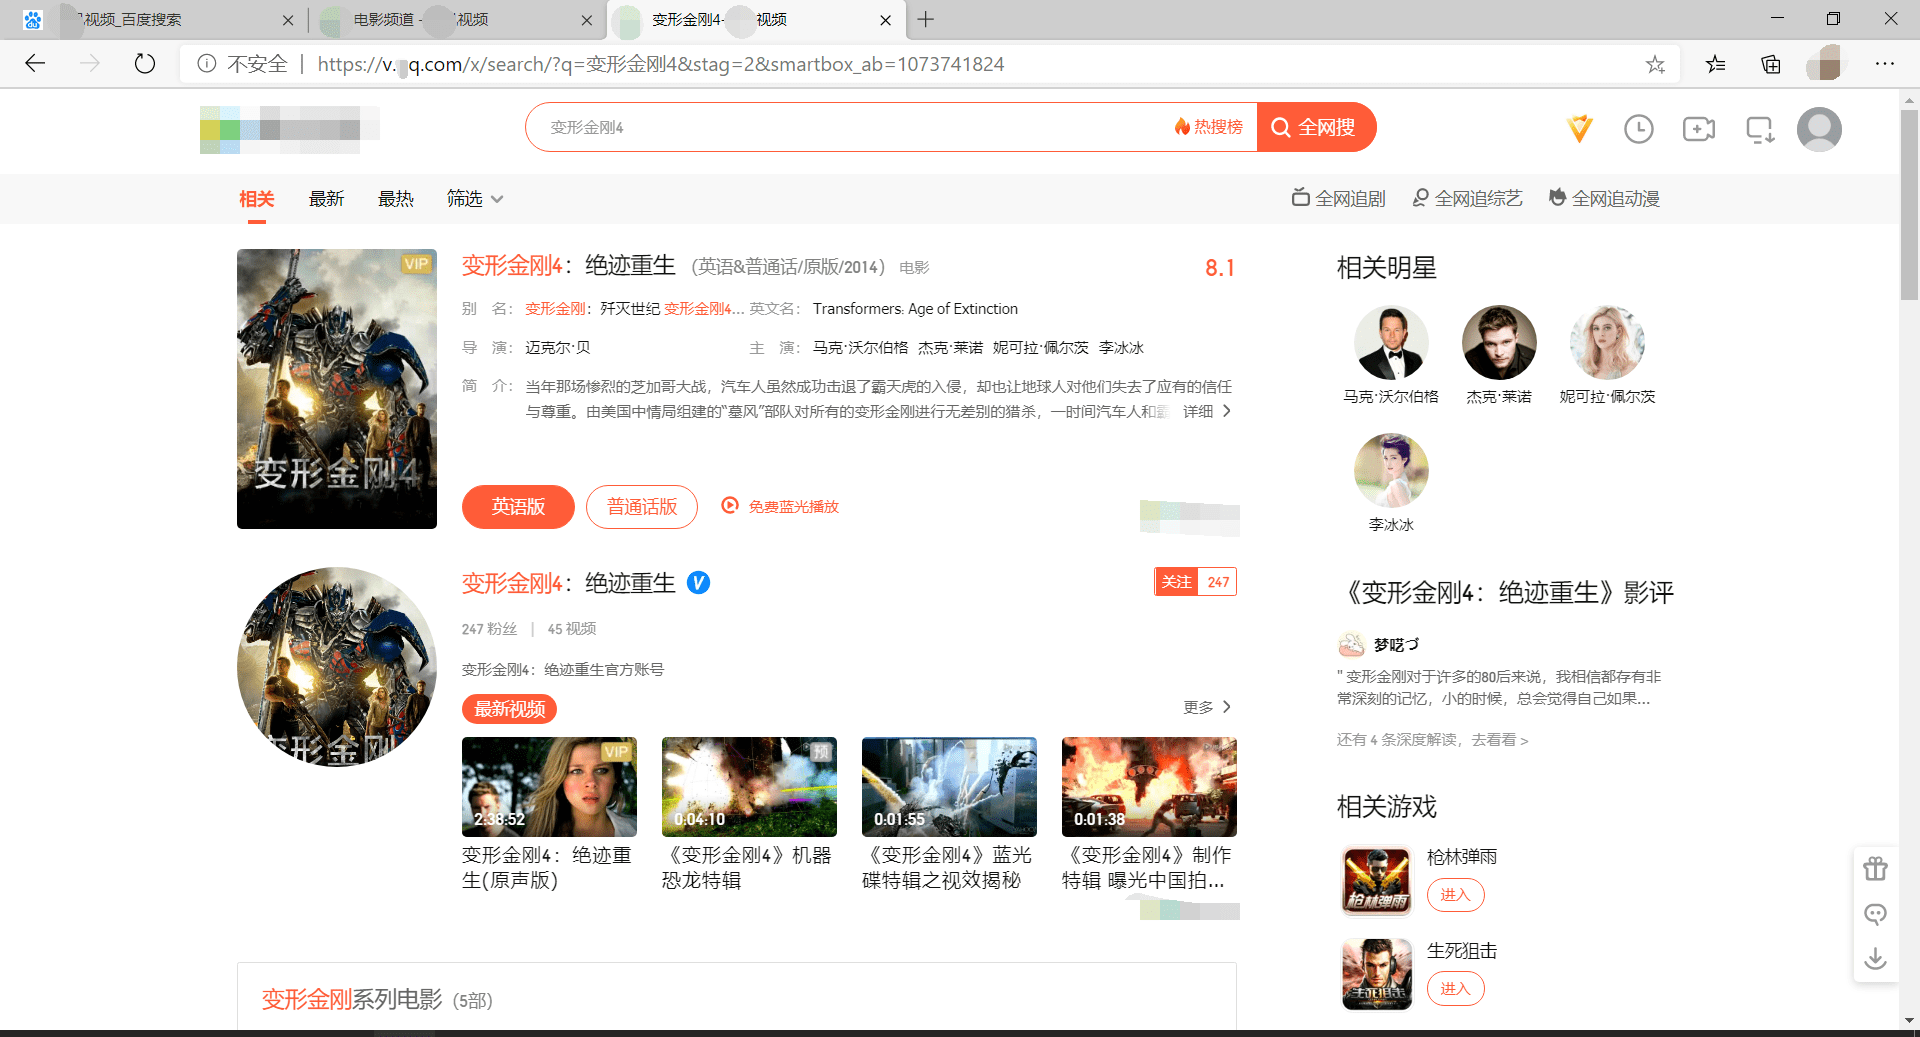 视频_百度搜索
电影频道 - 视频
变形金刚4- 视频
不安全 | https://v. q.com/x/search/?q=变形金刚4&stag=2&smartbox_ab=1073741824
变形金刚4
热搜榜
全网搜
相关 最新 最热 筛选
全网追剧 全网追综艺 全网追动漫
VIP
变形金刚4
变形金刚4：绝迹重生 （英语&普通话/原版/2014） 电影
8.1
别 名： 变形金刚：歼灭世纪 变形金刚4... 英文名： Transformers: Age of Extinction
导 演： 迈克尔·贝 主 演： 马克·沃尔伯格 杰克·莱诺 妮可拉·佩尔茨 李冰冰
简 介： 当年那场惨烈的芝加哥大战，汽车人虽然成功击退了霸天虎的入侵，却也让地球人对他们失去了应有的信任
与尊重。由美国中情局组建的“墓风”部队对所有的变形金刚进行无差别的猎杀，一时间汽车人和 详细 >
英语版 普通话版 免费蓝光播放
变形金刚4：绝迹重生 V
关注 247
247 粉丝 | 45 视频
变形金刚4：绝迹重生官方账号
最新视频
更多 >
VIP
2:38:52
变形金刚4：绝迹重
生(原声版)
预
0:04:10
《变形金刚4》机器
恐龙特辑
0:01:55
《变形金刚4》蓝光
碟特辑之视效揭秘
0:01:38
《变形金刚4》制作
特辑 曝光中国拍...
变形金刚系列电影 (5部)
相关明星
马克·沃尔伯格 杰克·莱诺 妮可拉·佩尔茨
李冰冰
《变形金刚4：绝迹重生》影评
梦呓づ
" 变形金刚对于许多的80后来说，我相信都存有非
常深刻的记忆，小的时候，总会觉得自己如果...
还有 4 条深度解读，去看看 >
相关游戏
枪林弹雨
枪林弹雨
进入
生死狙击
生死狙击
进入